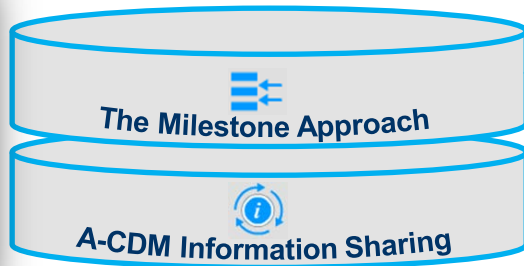 The Milestone Approach
i
A-CDM Information Sharing